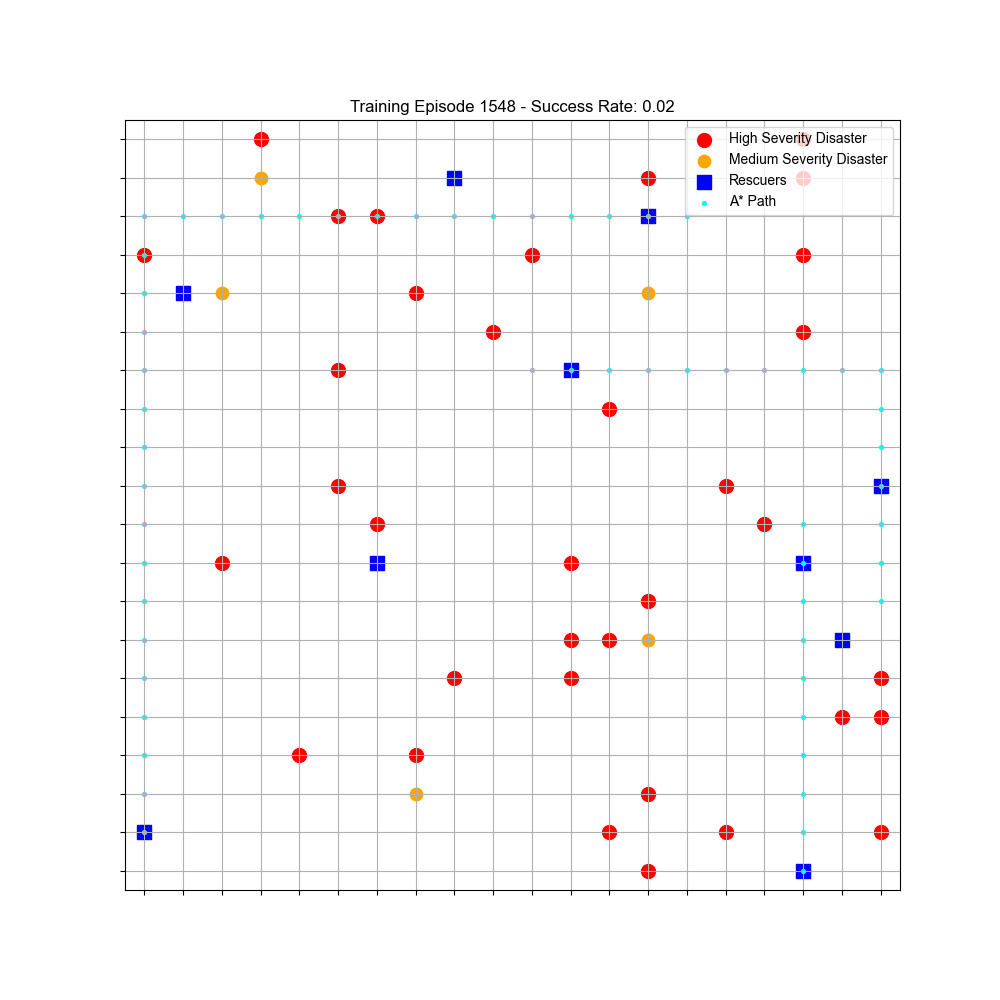 Training Episode 1548 - Success Rate: 0.02
High Severity Disaster
Medium Severity Disaster
Rescuers
A* Path